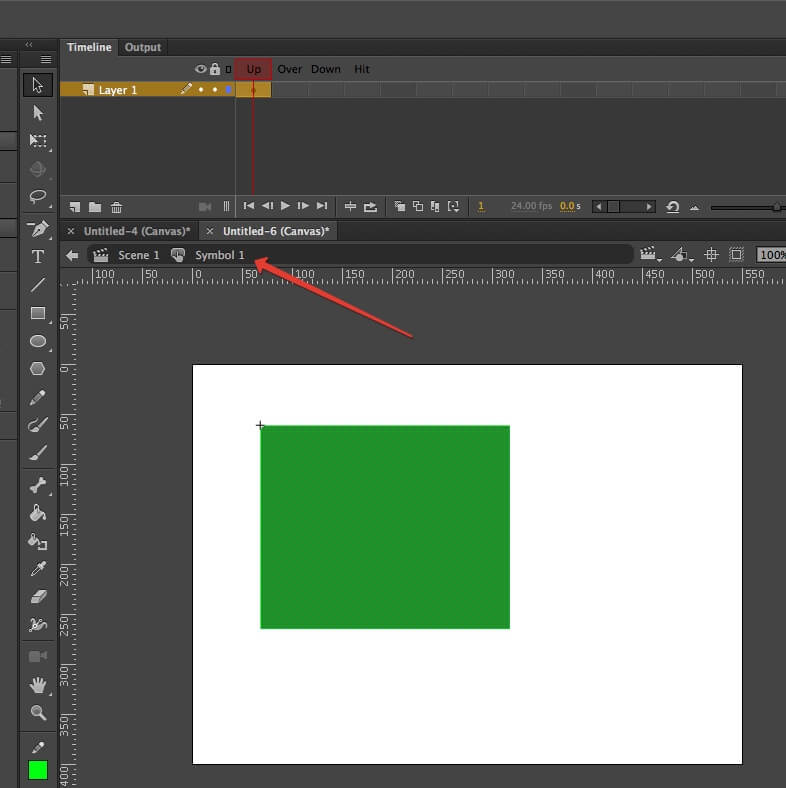 Timeline Output
Up Over Down Hit
Layer 1
1 24.00 fps 0.0 s
× Untitled-4 (Canvas)* × Untitled-6 (Canvas)*
Scene 1 Symbol 1
100%
100 50 0 50 100 150 200 250 300 350 400 450 500 550
50
0
50
100
150
200
250
300
350
400
T